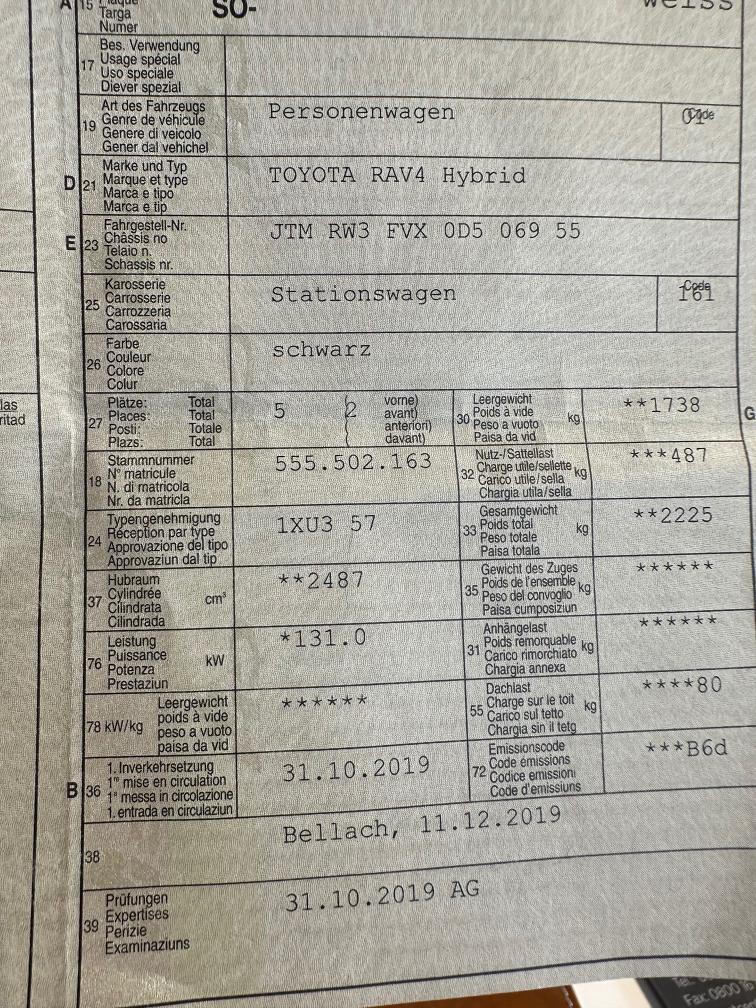 A 15 Plaque SO- weiss
Targa
Numer
17 Bes. Verwendung
Usage spécial
Uso speciale
Diever spezial
19 Art des Fahrzeugs Personenwagen Code
Genre de véhicule 01
Genere di veicolo
Gener dal vehichel
D 21 Marke und Typ TOYOTA RAV4 Hybrid
Marque et type
Marca e tipo
Marca e tip
E 23 Fahrgestell-Nr. JTM RW3 FVX 0D5 069 55
Châssis no
Telaio n.
Schassis nr.
25 Karosserie Stationswagen Code
Carrosserie 161
Carrozzeria
Carossaria
26 Farbe schwarz
Couleur
Colore
Colur
27 Plätze: Total 5 2 vorne)
Places: Total avant)
Posti: Totale anteriori)
Plazs: Total davant)
30 Leergewicht kg **1738
Poids à vide
Peso a vuoto
Paisa da vid
G
18 Stammnummer 555.502.163
N° matricule
N. di matricola
Nr. da matricla
32 Nutz-/Sattellast kg ***487
Charge utile/sellette
Carico utile/sella
Chargia utila/sella
24 Typengenehmigung 1XU3 57
Réception par type
Approvazione del tipo
Approvaziun dal tip
33 Gesamtgewicht kg **2225
Poids total
Peso totale
Paisa totala
37 Hubraum cm³ **2487
Cylindrée
Cilindrata
Cilindrada
35 Gewicht des Zuges kg ******
Poids de l'ensemble
Peso del convoglio
Paisa cumposiziun
76 Leistung kW *131.0
Puissance
Potenza
Prestaziun
31 Anhängelast kg ******
Poids remorquable
Carico rimorchiato
Chargia annexa
78 kW/kg Leergewicht ******
poids à vide
peso a vuoto
paisa da vid
55 Dachlast kg ****80
Charge sur le toit
Carico sul tetto
Chargia sin il tetg
B 36 1. Inverkehrsetzung 31.10.2019
1re mise en circulation
1a messa in circolazione
1. entrada en circulaziun
72 Emissionscode ***B6d
Code émissions
Codice emissioni
Code d'emissiuns
38 Bellach, 11.12.2019
39 Prüfungen 31.10.2019 AG
Expertises
Perizie
Examinaziuns
las
ritad
Fax 0800